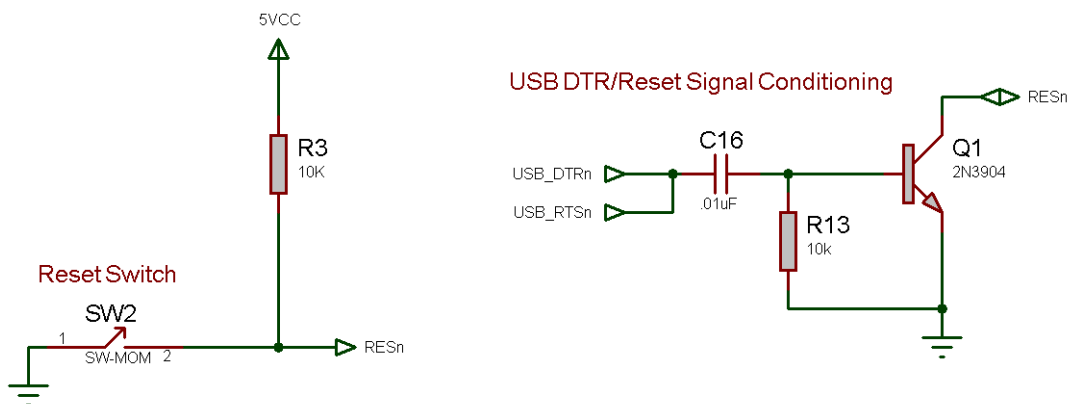 5VCC
R3
10K
Reset Switch
SW2
1
SW-MOM
2
RESn
USB DTR/Reset Signal Conditioning
RESn
C16
Q1
2N3904
USB_DTRn
.01uF
USB_RTSn
R13
10k